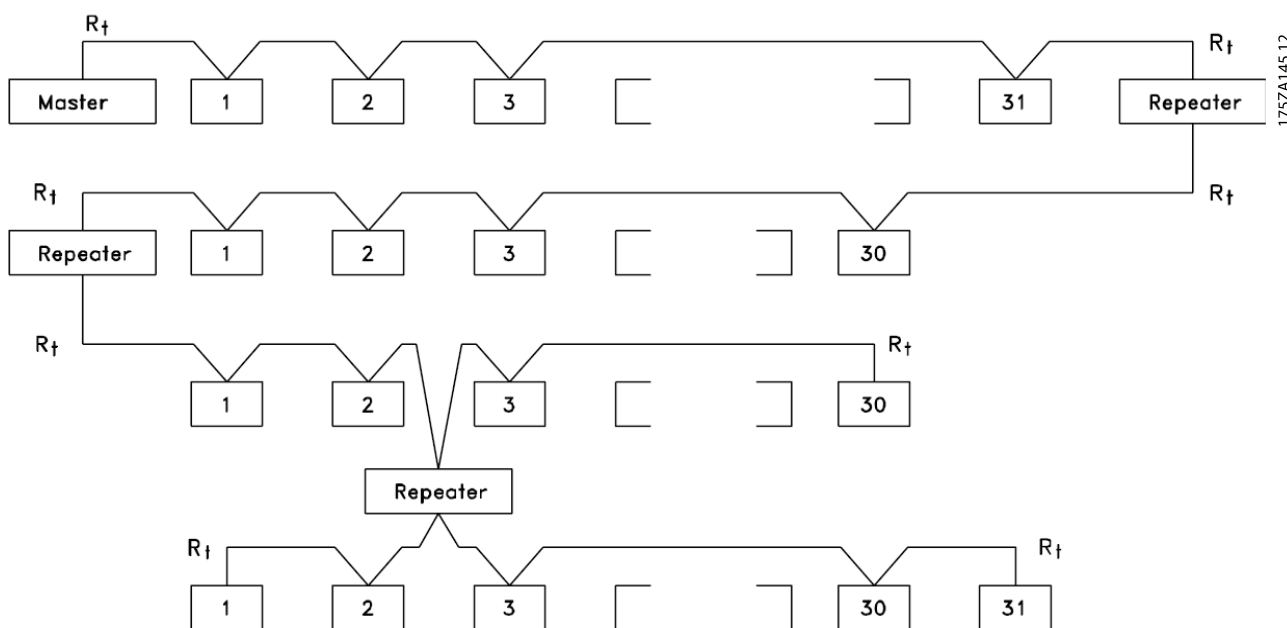 Rt Rt
Master 1 2 3 31 Repeater
Rt Rt
Repeater 1 2 3 30
Rt Rt
1 2 3 30
Repeater
Rt Rt
1 2 3 30 31
175ZA145.12